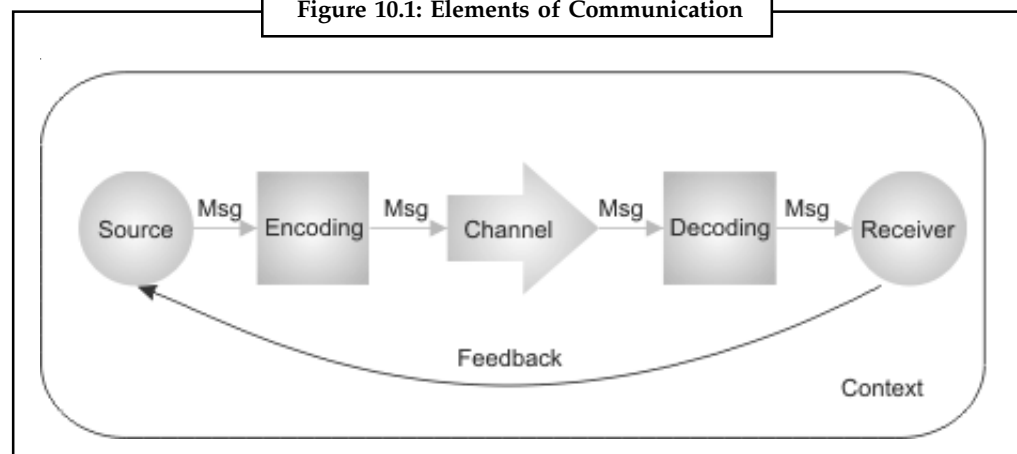 Figure 10.1: Elements of Communication
Msg Msg Msg Msg
Source Encoding Channel Decoding Receiver
Feedback
Context